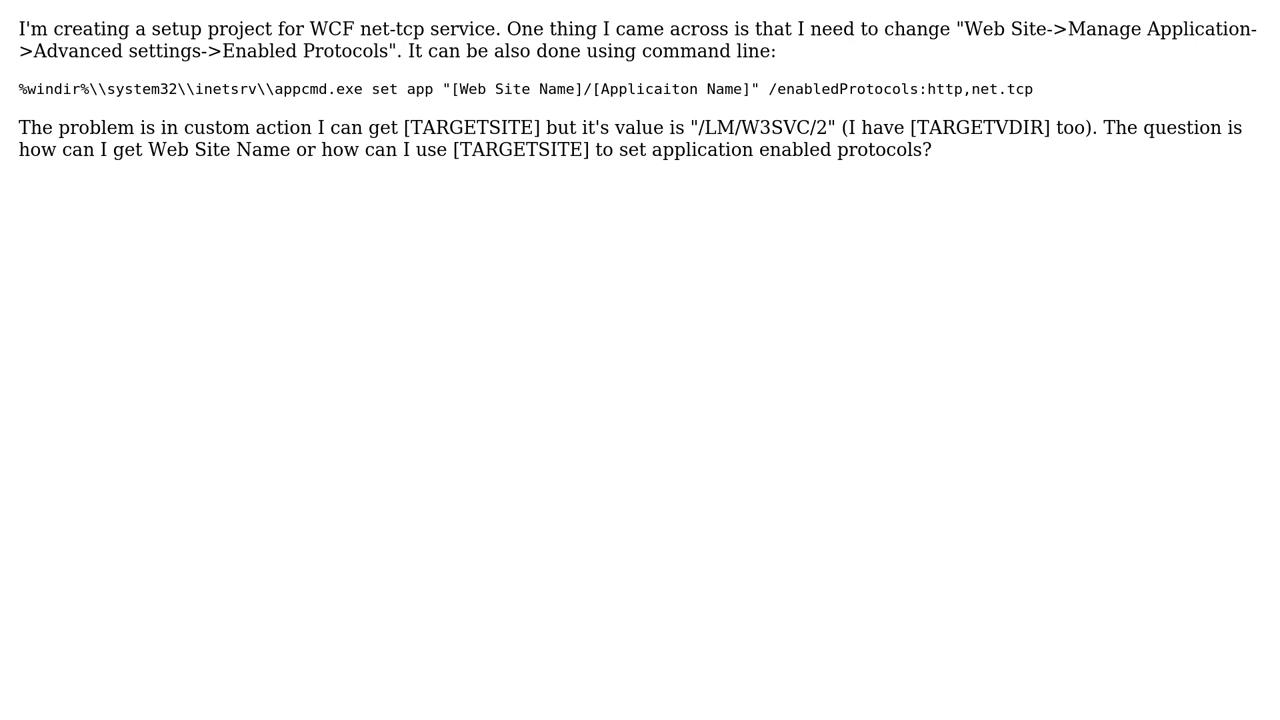 I'm creating a setup project for WCF net-tcp service. One thing I came across is that I need to change "Web Site->Manage Application-
>Advanced settings->Enabled Protocols". It can be also done using command line:
%windir%\\system32\\inetsrv\\appcmd.exe set app "[Web Site Name]/[Applicaiton Name]" /enabledProtocols:http,net.tcp
The problem is in custom action I can get [TARGETSITE] but it's value is "/LM/W3SVC/2" (I have [TARGETVDIR] too). The question is
how can I get Web Site Name or how can I use [TARGETSITE] to set application enabled protocols?